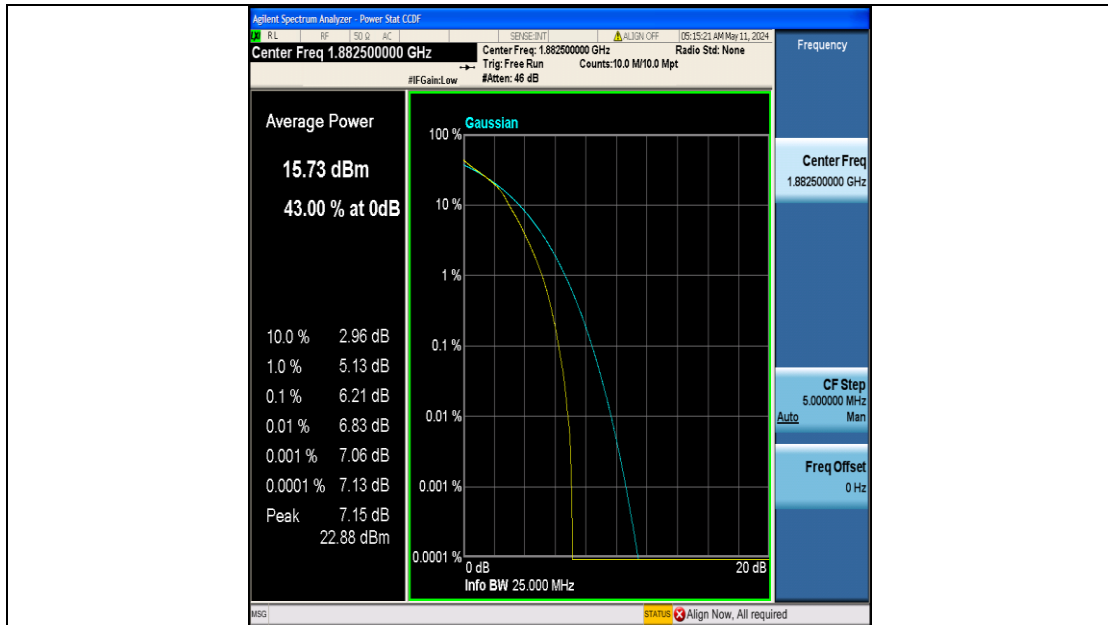 Agilent Spectrum Analyzer - Power Stat CCDF
RL RF 50 Ω AC SENSE:INT ALIGN OFF 05:15:21 AM May 11, 2024
Center Freq 1.882500000 GHz
Center Freq: 1.882500000 GHz Radio Std: None
Trig: Free Run Counts:10.0 M/10.0 Mpt
#IFGain:Low #Atten: 46 dB
Frequency
Average Power
15.73 dBm
43.00 % at 0dB
10.0 % 2.96 dB
1.0 % 5.13 dB
0.1 % 6.21 dB
0.01 % 6.83 dB
0.001 % 7.06 dB
0.0001 % 7.13 dB
Peak 7.15 dB
22.88 dBm
Gaussian
100 %
10 %
1 %
0.1 %
0.01 %
0.001 %
0.0001 %
0 dB 20 dB
Info BW 25.000 MHz
Center Freq
1.882500000 GHz
CF Step
5.000000 MHz
Auto Man
Freq Offset
0 Hz
MSG STATUS Align Now, All required